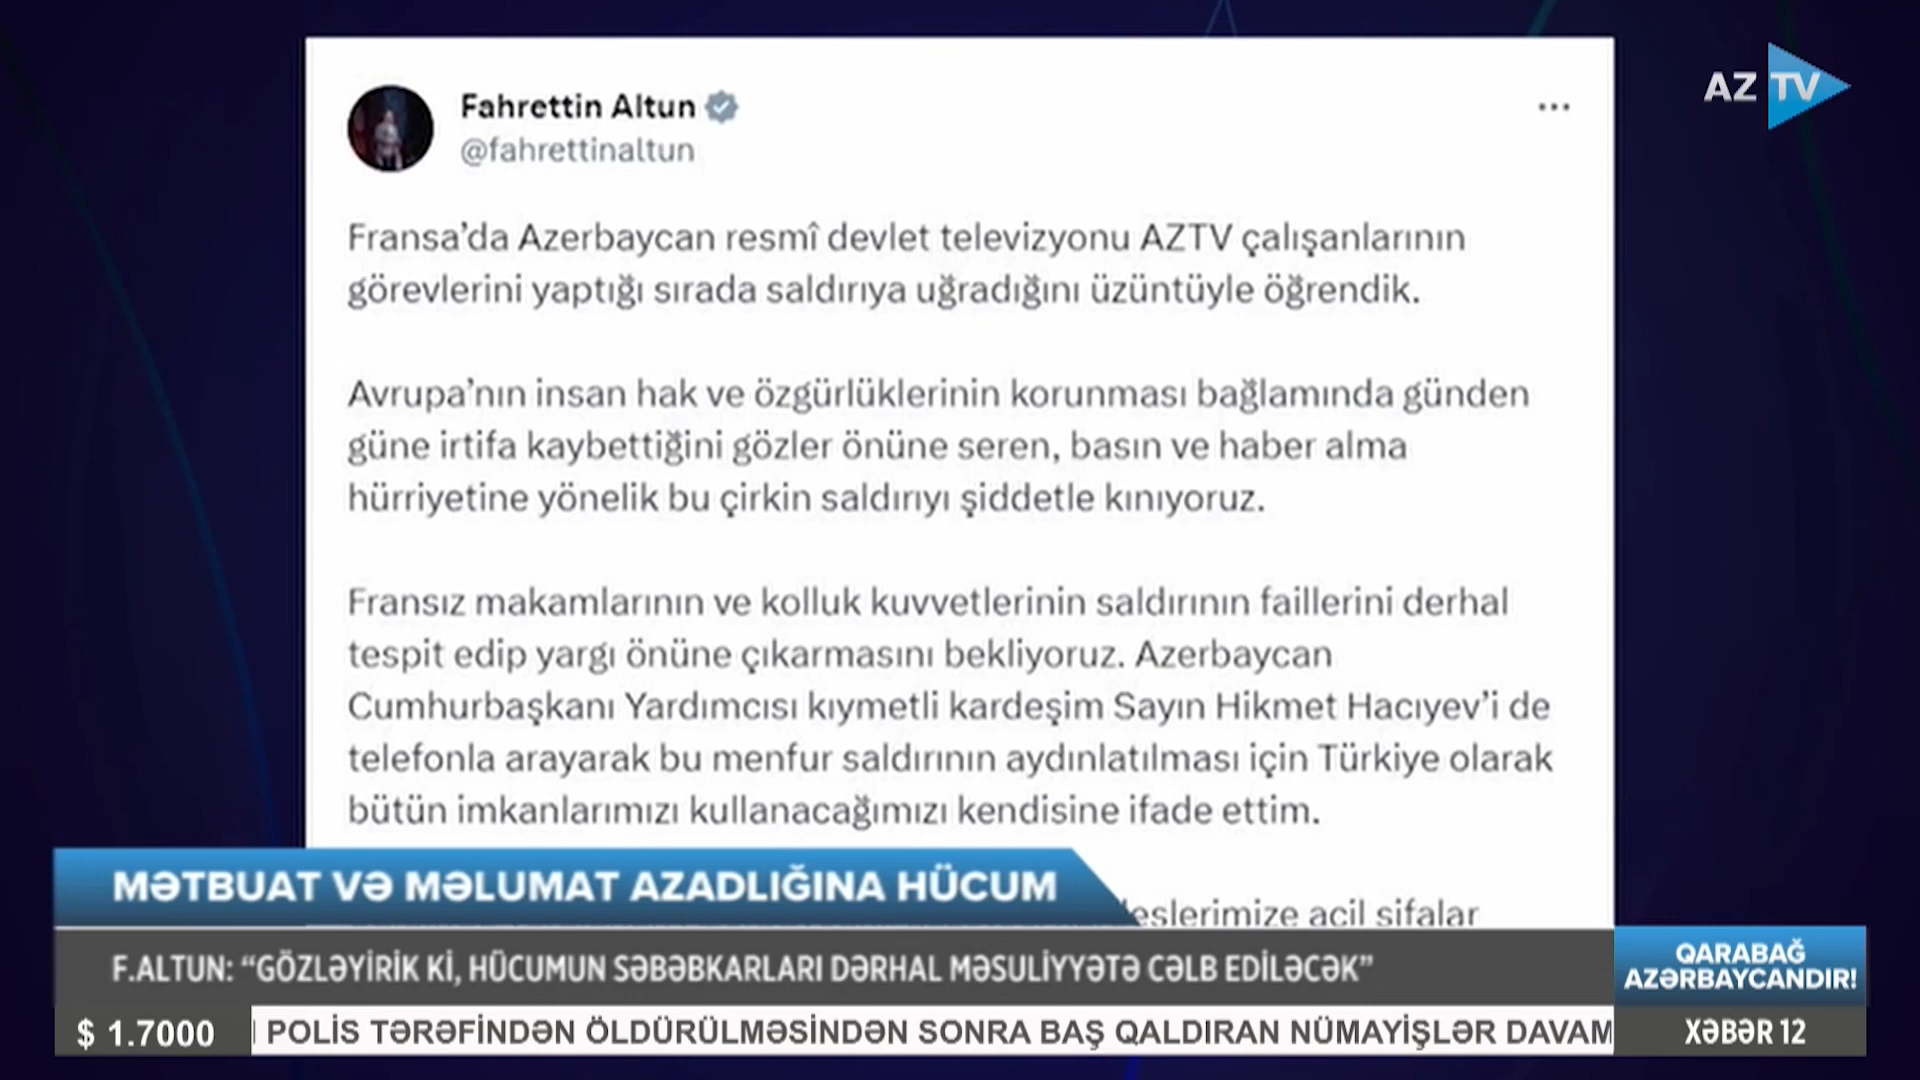 AZTV
Fahrettin Altun
@fahrettinaltun
Fransa’da Azerbaycan resmî devlet televizyonu AZTV çalışanlarının
görevlerini yaptığı sırada saldırıya uğradığını üzüntüyle öğrendik.
Avrupa’nın insan hak ve özgürlüklerinin korunması bağlamında günden
güne irtifa kaybettiğini gözler önüne seren, basın ve haber alma
hürriyetine yönelik bu çirkin saldırıyı şiddetle kınıyoruz.
Fransız makamlarının ve kolluk kuvvetlerinin saldırının faillerini derhal
tespit edip yargı önüne çıkarmasını bekliyoruz. Azerbaycan
Cumhurbaşkanı Yardımcısı kıymetli kardeşim Sayın Hikmet Hacıyev’i de
telefonla arayarak bu menfur saldırının aydınlatılması için Türkiye olarak
bütün imkanlarımızı kullanacağımızı kendisine ifade ettim.
acil şifalar
MƏTBUAT VƏ MƏLUMAT AZADLIĞINA HÜCUM
F.ALTUN: “GÖZLƏYİRİK Kİ, HÜCUMUN SƏBƏBKARLARI DƏRHAL MƏSULİYYƏTƏ CƏLB EDİLƏCƏK”
QARABAĞ
AZƏRBAYCANDIR!
$ 1.7000
POLİS TƏRƏFİNDƏN ÖLDÜRÜLMƏSİNDƏN SONRA BAŞ QALDIRAN NÜMAYİŞLƏR DAVAM
XƏBƏR 12